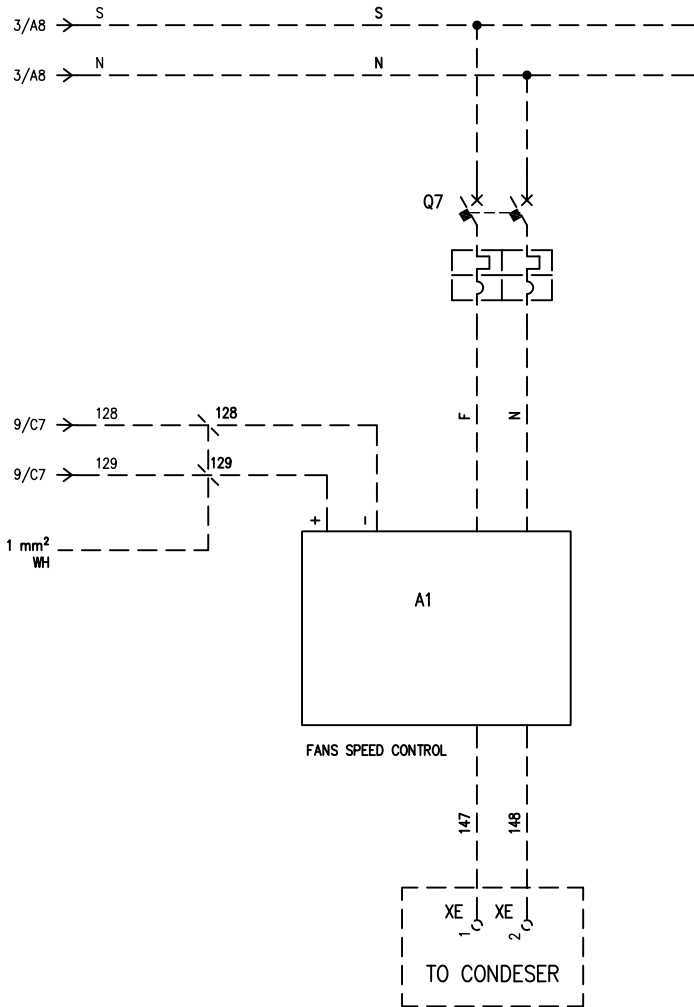 3/A8 S S
3/A8 N N
Q7
F N
9/C7 128 128
9/C7 129 129
1 mm²
WH
+ -
A1
FANS SPEED CONTROL
147 148
XE XE
1 2
TO CONDESER